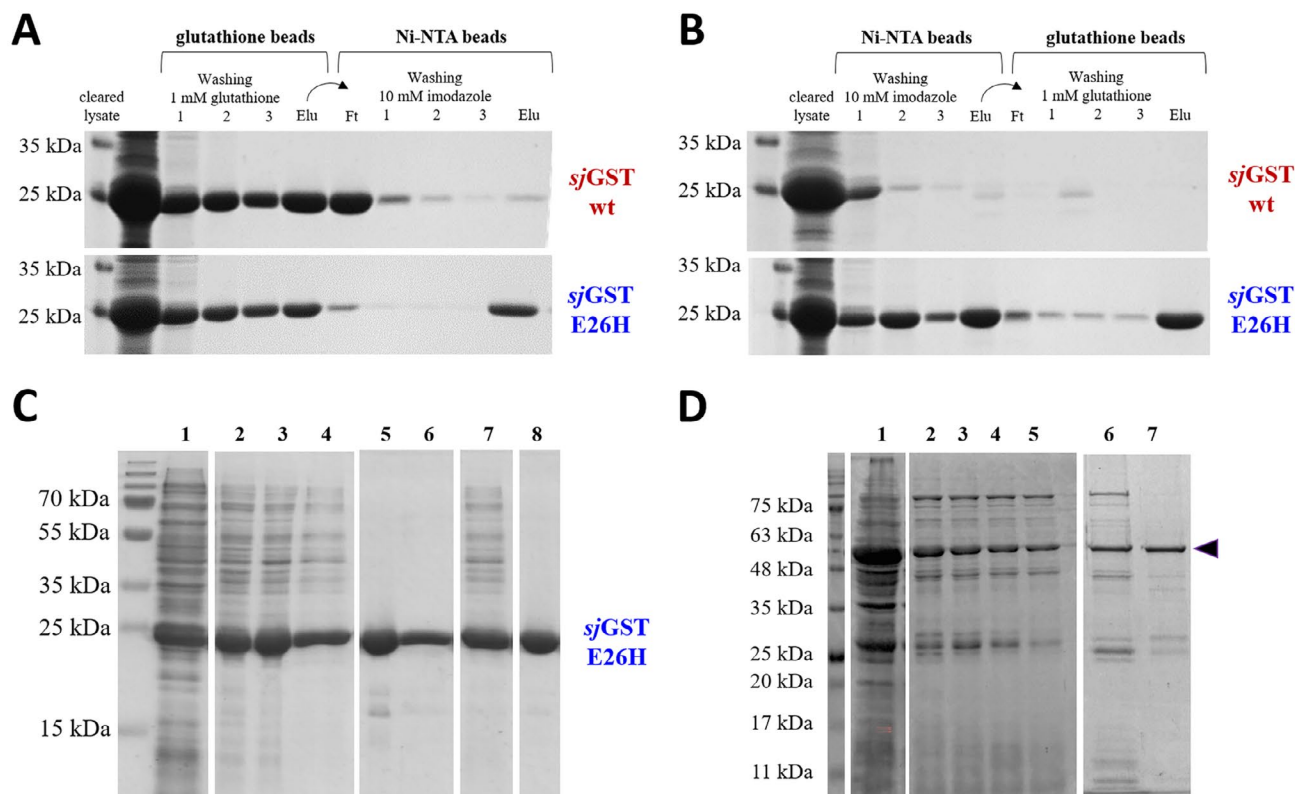 A
glutathione beads
Ni-NTA beads
Washing
1 mM glutathione
Washing
10 mM imodazole
cleared
lysate
1 2 3 Elu Ft 1 2 3 Elu
35 kDa
25 kDa
sjGST
wt
35 kDa
25 kDa
sjGST
E26H
B
Ni-NTA beads
glutathione beads
Washing
10 mM imodazole
Washing
1 mM glutathione
cleared
lysate
1 2 3 Elu Ft 1 2 3 Elu
35 kDa
25 kDa
sjGST
wt
35 kDa
25 kDa
sjGST
E26H
C
1 2 3 4 5 6 7 8
70 kDa
55 kDa
35 kDa
25 kDa
15 kDa
sjGST
E26H
D
1 2 3 4 5 6 7
75 kDa
63 kDa
48 kDa
35 kDa
25 kDa
20 kDa
17 kDa
11 kDa